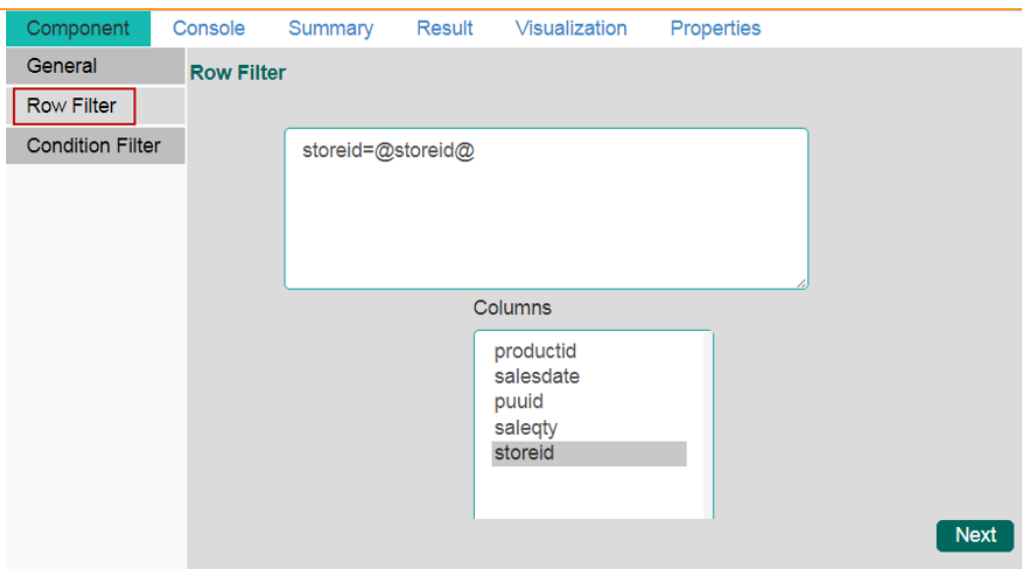 Component Console Summary Result Visualization Properties
General
Row Filter
Condition Filter
Row Filter
storeid=@storeid@
Columns
productid
salesdate
puuid
saleqty
storeid
Next